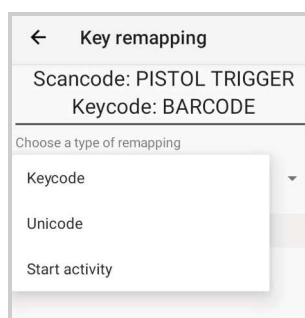 Key remapping
Scancode: PISTOL TRIGGER
Keycode: BARCODE
Choose a type of remapping
Keycode
Unicode
Start activity